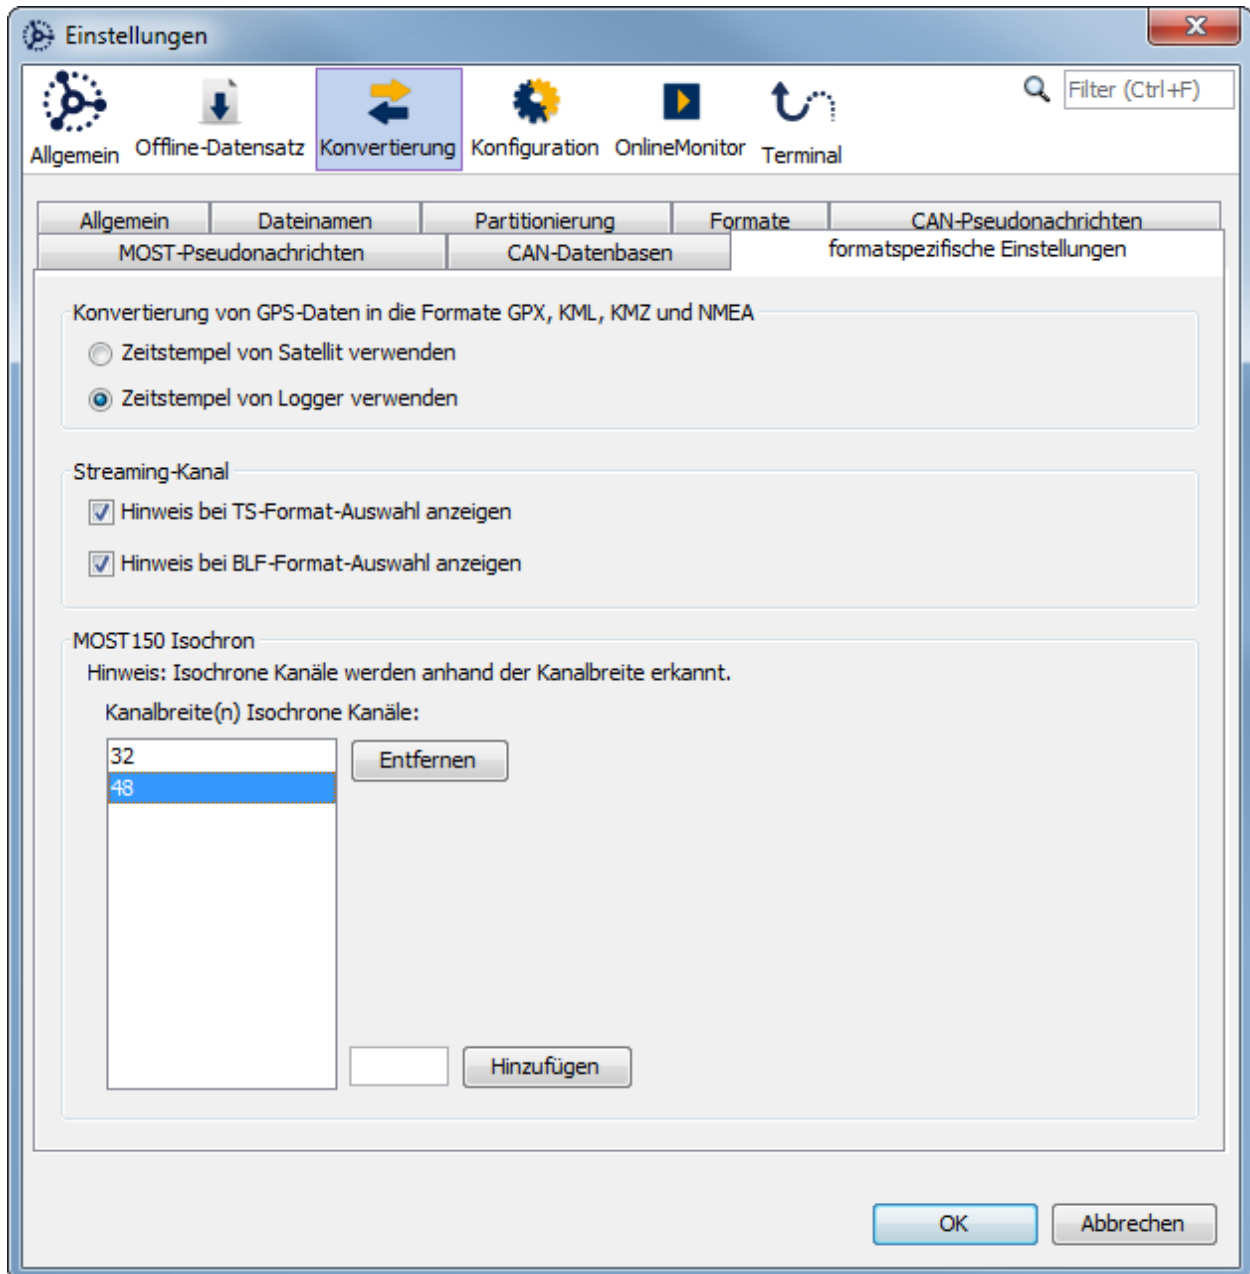 Einstellungen
Filter (Ctrl+F)
Allgemein Offline-Datensatz Konvertierung Konfiguration OnlineMonitor Terminal
Allgemein Dateinamen Partitionierung Formate CAN-Pseudonachrichten
MOST-Pseudonachrichten CAN-Datenbasen formatspezifische Einstellungen
Konvertierung von GPS-Daten in die Formate GPX, KML, KMZ und NMEA
Zeitstempel von Satellit verwenden
Zeitstempel von Logger verwenden
Streaming-Kanal
Hinweis bei TS-Format-Auswahl anzeigen
Hinweis bei BLF-Format-Auswahl anzeigen
MOST150 Isochron
Hinweis: Isochrone Kanäle werden anhand der Kanalbreite erkannt.
Kanalbreite(n) Isochrone Kanäle:
32
Entfernen
48
Hinzufügen
OK Abbrechen